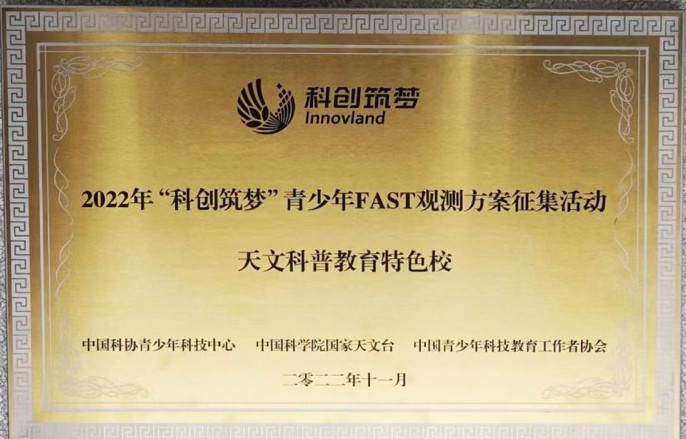 科创筑梦
Innovland
2022年“科创筑梦”青少年FAST观测方案征集活动
天文科普教育特色校
中国科协青少年科技中心 中国科学院国家天文台 中国青少年科技教育工作者协会
二零二二年十一月